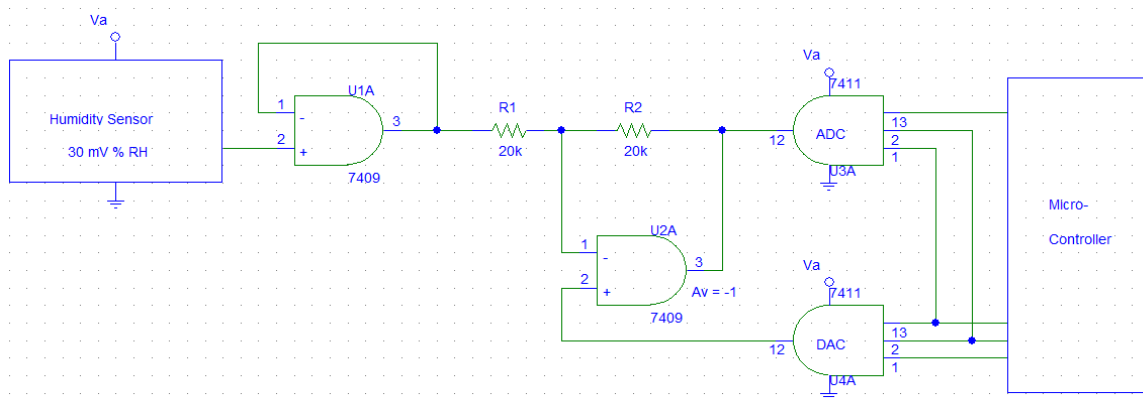 Va
Humidity Sensor
30 mV % RH
U1A
1
-
2
+
3
7409
R1
20k
R2
20k
U2A
1
-
2
+
3
Av = -1
7409
Va
7411
ADC
12
13
2
1
U3A
Va
7411
DAC
12
13
2
1
U4A
Micro-
Controller